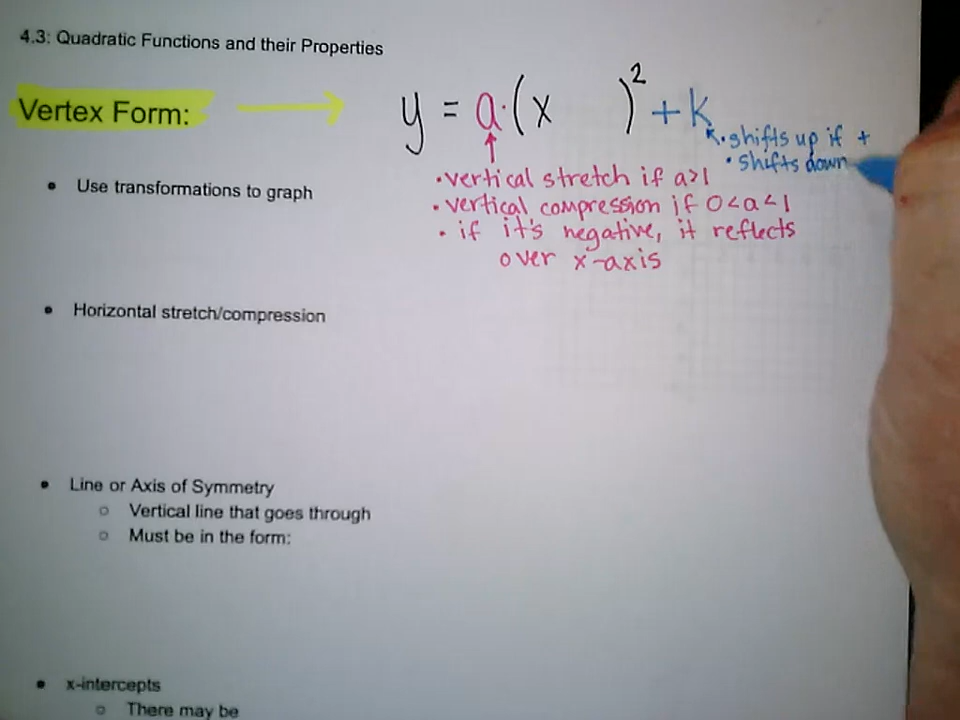 4.3: Quadratic Functions and their Properties
Vertex Form: → y = a·(x    )² + k
• shifts up if +
• shifts down
• vertical stretch if a>1
• vertical compression if 0<a<1
• if it's negative, it reflects
over x-axis
• Use transformations to graph
• Horizontal stretch/compression
• Line or Axis of Symmetry
○ Vertical line that goes through
○ Must be in the form:
• x-intercepts
○ There may be